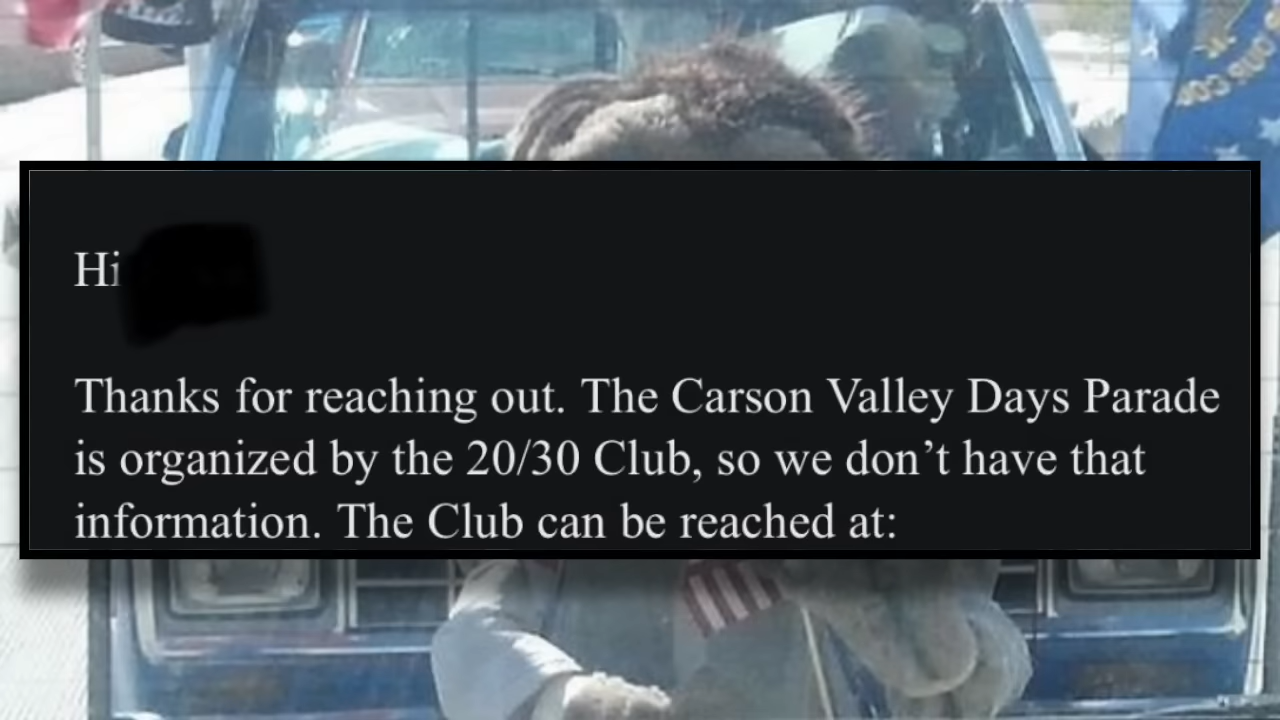 Hi
Thanks for reaching out. The Carson Valley Days Parade
is organized by the 20/30 Club, so we don’t have that
information. The Club can be reached at: